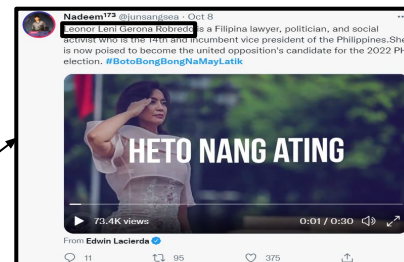 Nadeem¹⁷³ @junsangsea · Oct 8 ...
Leonor Leni Gerona Robredo is a Filipina lawyer, politician, and social
activist who is the 14th and incumbent vice president of the Philippines.She
is now poised to become the united opposition's candidate for the 2022 PH
election. #BotoBongBongNaMayLatik
HETO NANG ATING
73.4K views 0:01 / 0:30
From Edwin Lacierda
11 95 375